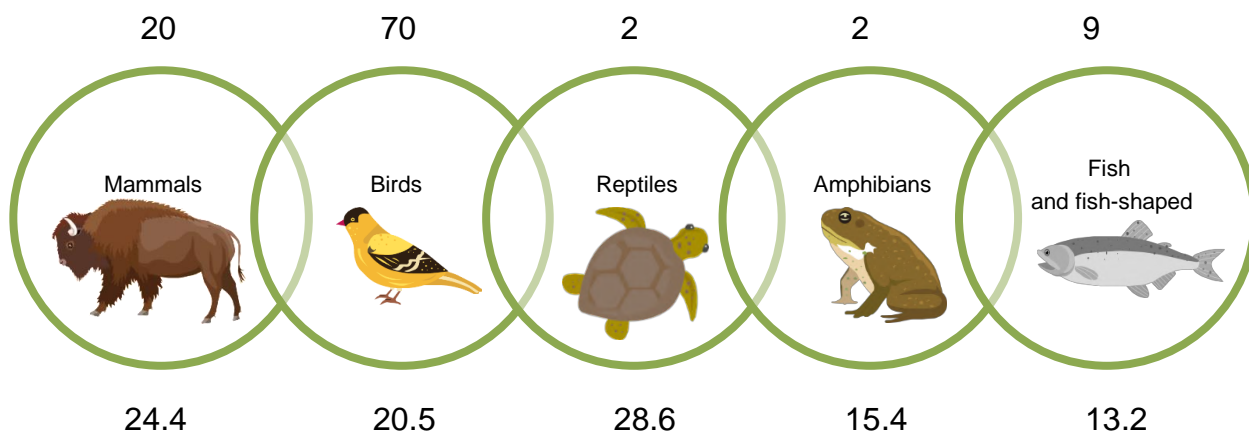 20
70
2
2
9
Mammals
Birds
Reptiles
Amphibians
Fish
and fish-shaped
24.4
20.5
28.6
15.4
13.2